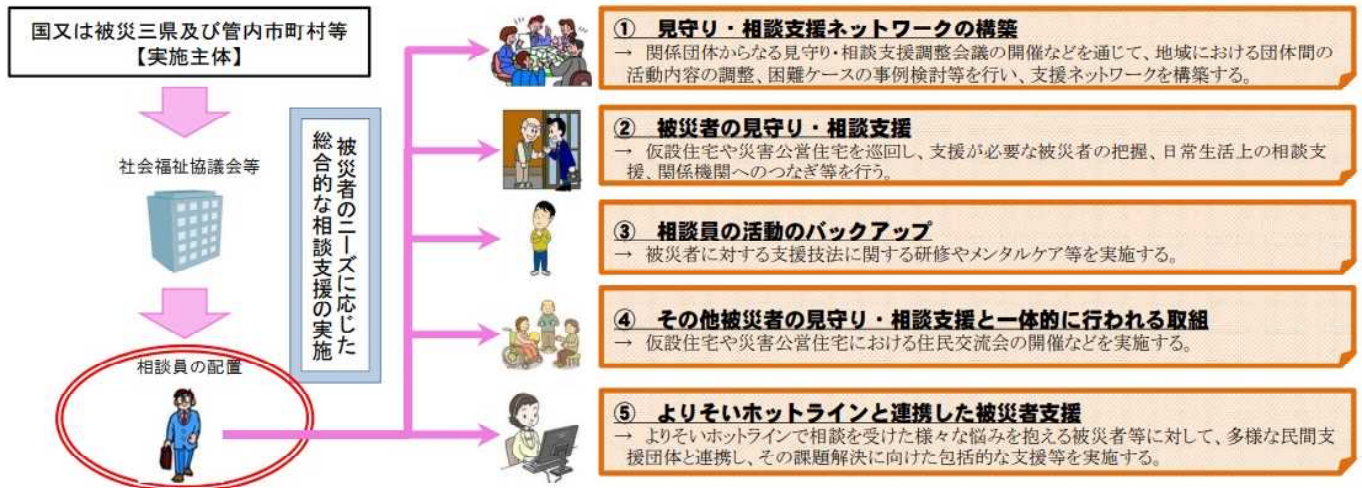 国又は被災三県及び管内市町村等
【実施主体】
社会福祉協議会等
相談員の配置
被災者のニーズに応じた
総合的な相談支援の実施
① 見守り・相談支援ネットワークの構築
→ 関係団体からなる見守り・相談支援調整会議の開催などを通じて、地域における団体間の
活動内容の調整、困難ケースの事例検討等を行い、支援ネットワークを構築する。
② 被災者の見守り・相談支援
→ 仮設住宅や災害公営住宅を巡回し、支援が必要な被災者の把握、日常生活上の相談支
援、関係機関へのつなぎ等を行う。
③ 相談員の活動のバックアップ
→ 被災者に対する支援技法に関する研修やメンタルケア等を実施する。
④ その他被災者の見守り・相談支援と一体的に行われる取組
→ 仮設住宅や災害公営住宅における住民交流会の開催などを実施する。
⑤ よりそいホットラインと連携した被災者支援
→ よりそいホットラインで相談を受けた様々な悩みを抱える被災者等に対して、多様な民間支
援団体と連携し、その課題解決に向けた包括的な支援等を実施する。